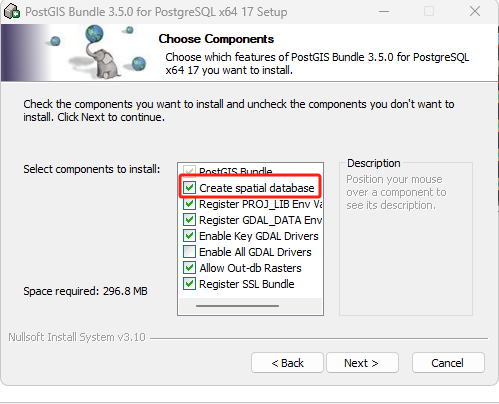 PostGIS Bundle 3.5.0 for PostgreSQL x64 17 Setup
Choose Components
Choose which features of PostGIS Bundle 3.5.0 for PostgreSQL
x64 17 you want to install.
Check the components you want to install and uncheck the components you don't want to
install. Click Next to continue.
Select components to install:
PostGIS Bundle
Create spatial database
Register PROJ_LIB Env Va
Register GDAL_DATA Env
Enable Key GDAL Drivers
Enable All GDAL Drivers
Allow Out-db Rasters
Register SSL Bundle
Description
Position your mouse
over a component to
see its description.
Space required: 296.8 MB
Nullsoft Install System v3.10
< Back
Next >
Cancel